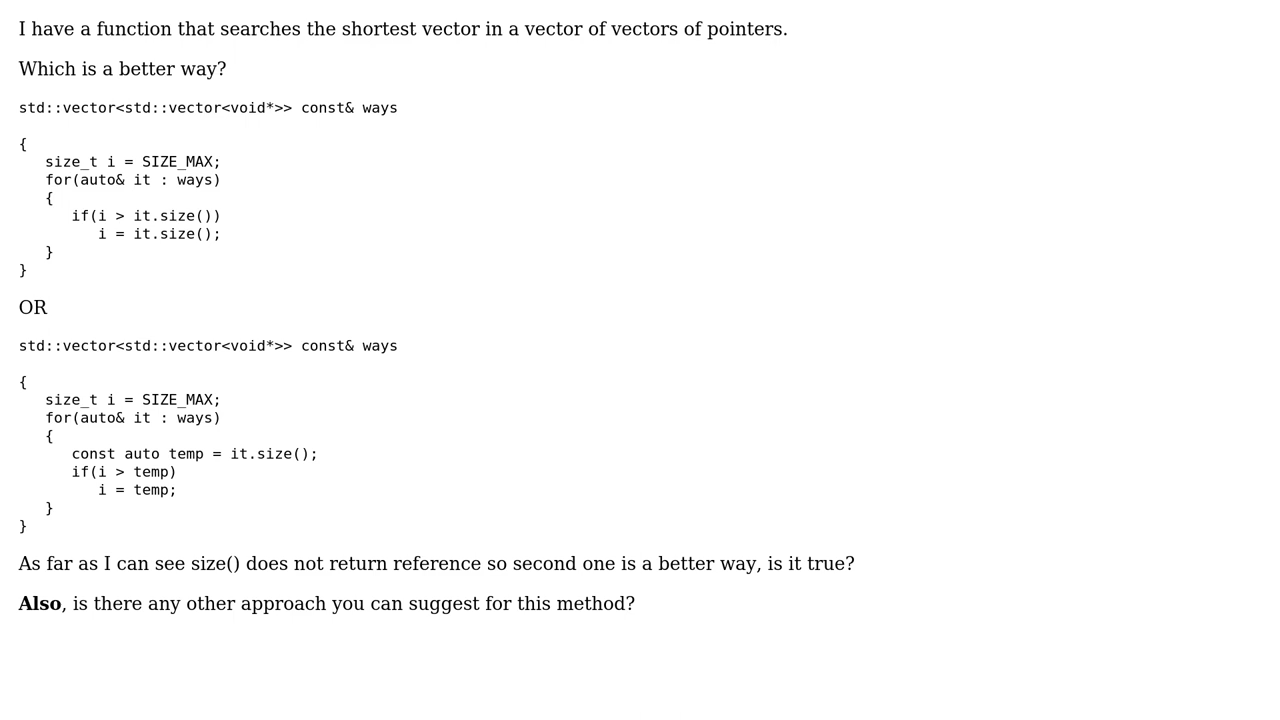 I have a function that searches the shortest vector in a vector of vectors of pointers.
Which is a better way?
std::vector<std::vector<void*>> const& ways
{
   size_t i = SIZE_MAX;
   for(auto& it : ways)
   {
      if(i > it.size())
         i = it.size();
   }
}
OR
std::vector<std::vector<void*>> const& ways
{
   size_t i = SIZE_MAX;
   for(auto& it : ways)
   {
      const auto temp = it.size();
      if(i > temp)
         i = temp;
   }
}
As far as I can see size() does not return reference so second one is a better way, is it true?
Also, is there any other approach you can suggest for this method?